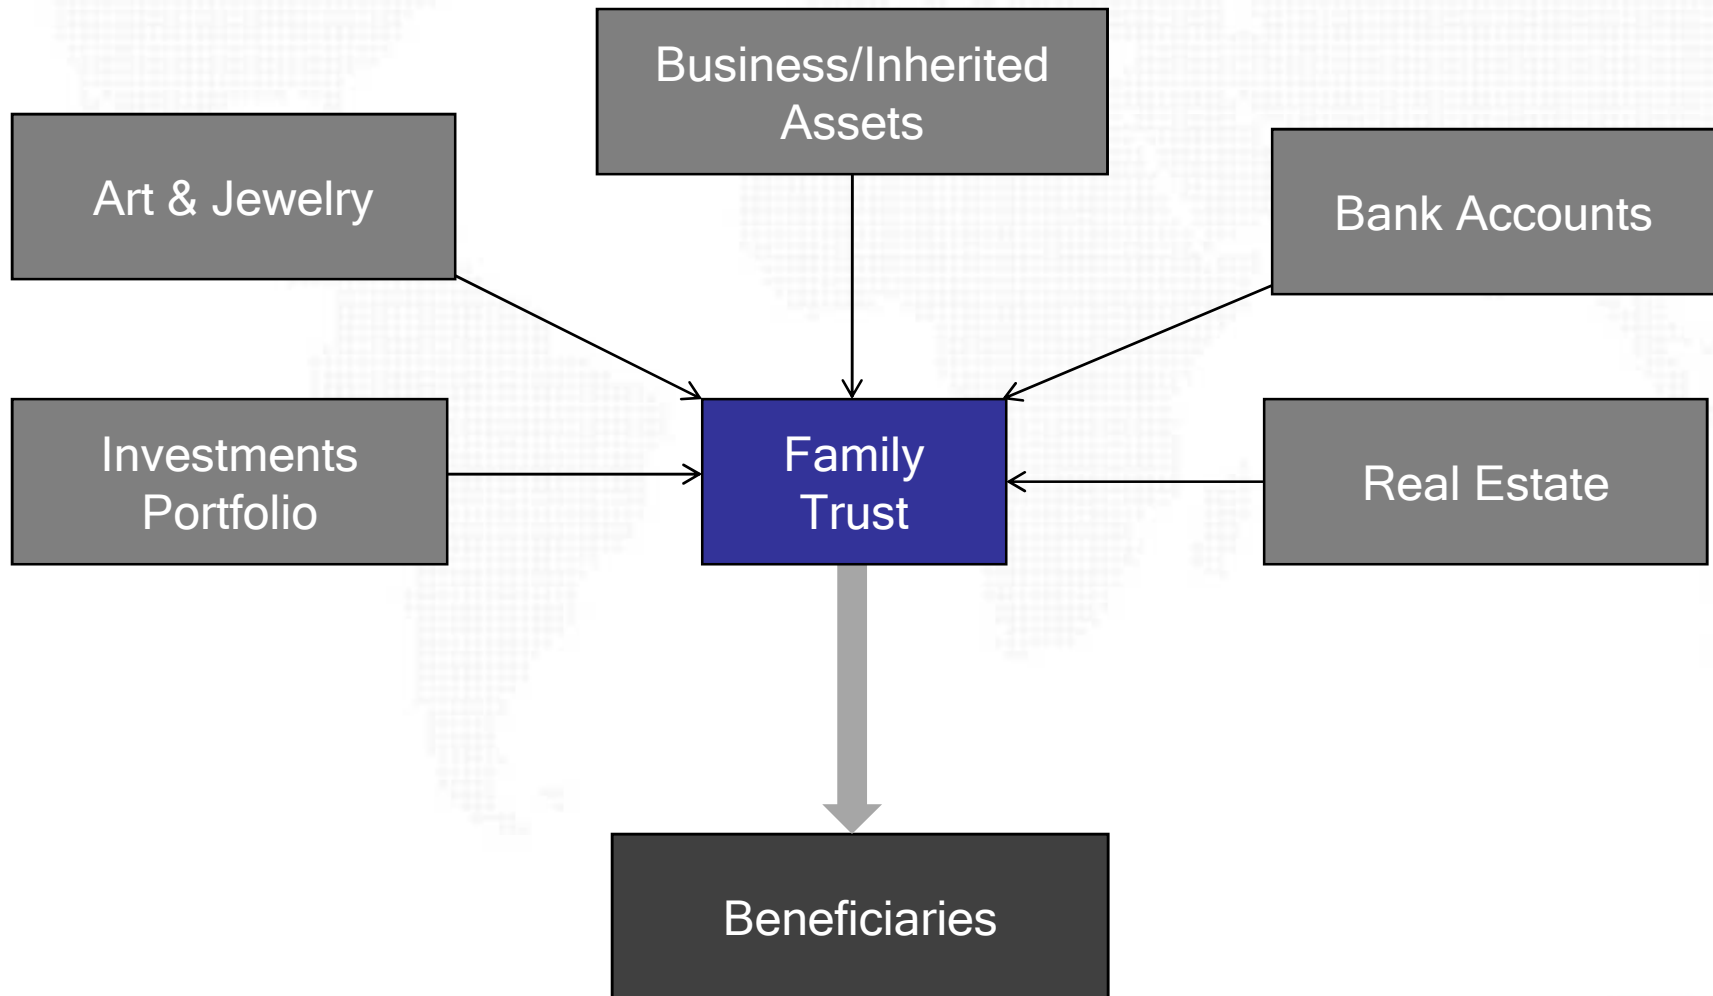 Business/Inherited
Assets
Art & Jewelry
Bank Accounts
Investments
Portfolio
Family
Trust
Real Estate
Beneficiaries